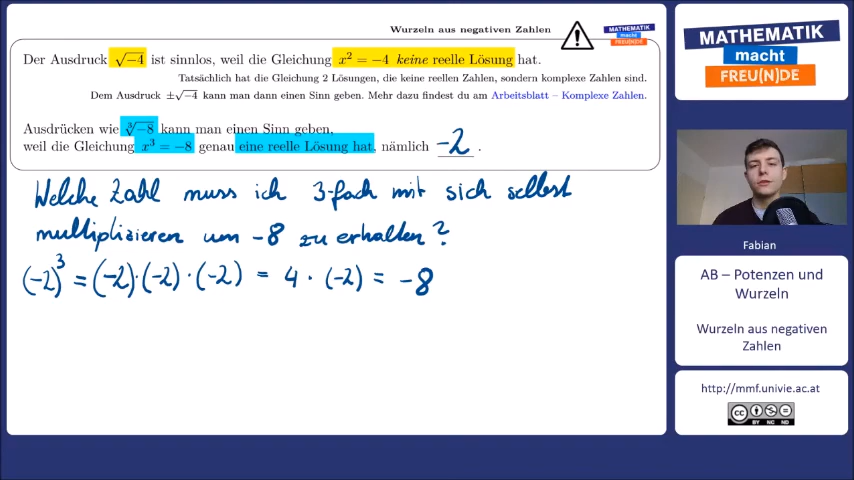 Wurzeln aus negativen Zahlen
MATHEMATIK
macht
FREU(N)DE
Der Ausdruck √−4 ist sinnlos, weil die Gleichung x² = −4 keine reelle Lösung hat.
Tatsächlich hat die Gleichung 2 Lösungen, die keine reellen Zahlen, sondern komplexe Zahlen sind.
Dem Ausdruck ±√−4 kann man dann einen Sinn geben. Mehr dazu findest du am Arbeitsblatt – Komplexe Zahlen.
Ausdrücken wie ∛−8 kann man einen Sinn geben,
weil die Gleichung x³ = −8 genau eine reelle Lösung hat, nämlich -2.
Welche Zahl muss ich 3-fach mit sich selbst
multiplizieren um -8 zu erhalten?
(-2)³ = (-2)·(-2)·(-2) = 4·(-2) = -8
MATHEMATIK
macht
FREU(N)DE
Fabian
AB – Potenzen und
Wurzeln
Wurzeln aus negativen
Zahlen
http://mmf.univie.ac.at
CC
BY NC ND